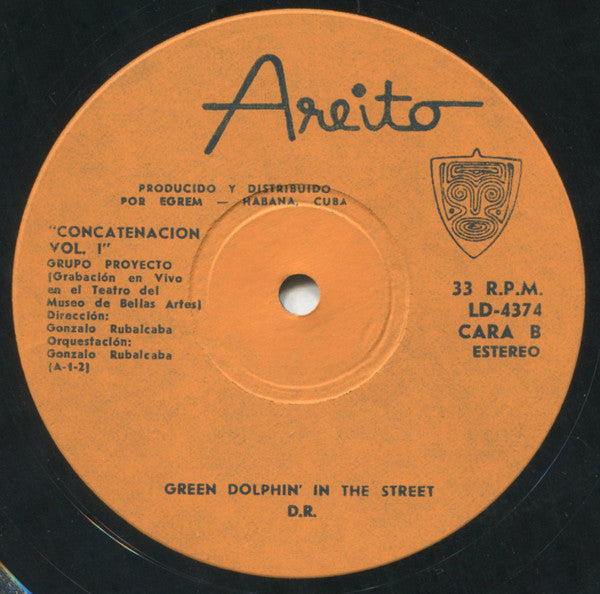 Areito
PRODUCIDO Y DISTRIBUIDO
POR EGREM — HABANA, CUBA
"CONCATENACION
VOL. I"
GRUPO PROYECTO
(Grabación en Vivo
en el Teatro del
Museo de Bellas Artes)
Dirección:
Gonzalo Rubalcaba
Orquestación:
Gonzalo Rubalcaba
(A-1-2)
33 R.P.M.
LD-4374
CARA B
ESTEREO
GREEN DOLPHIN' IN THE STREET
D.R.